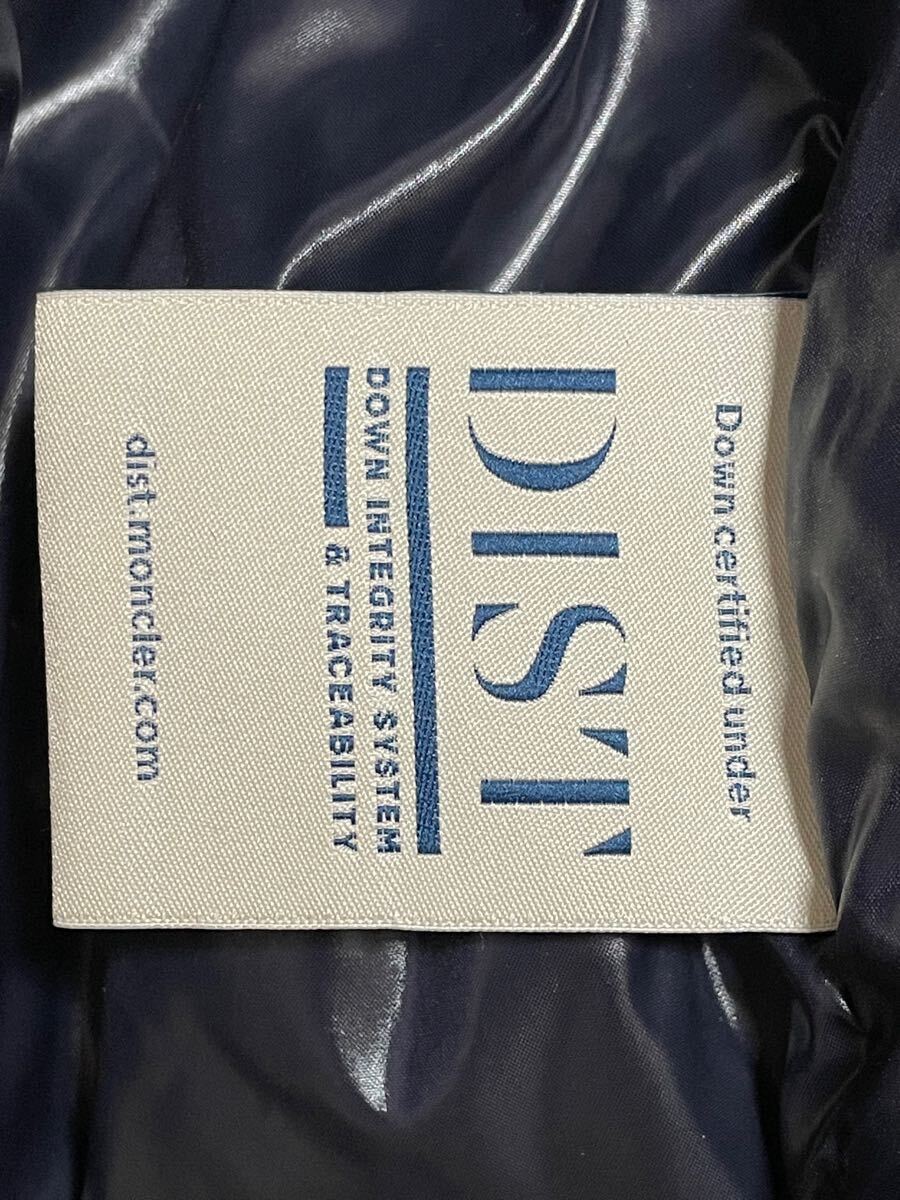 Down certified under
DIST
DOWN INTEGRITY SYSTEM
& TRACEABILITY
dist.moncler.com